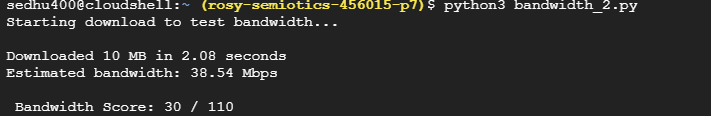 sedhu400@cloudshell:~ (rosy-semiotics-456015-p7)$ python3 bandwidth_2.py
Starting download to test bandwidth...
Downloaded 10 MB in 2.08 seconds
Estimated bandwidth: 38.54 Mbps
Bandwidth Score: 30 / 110